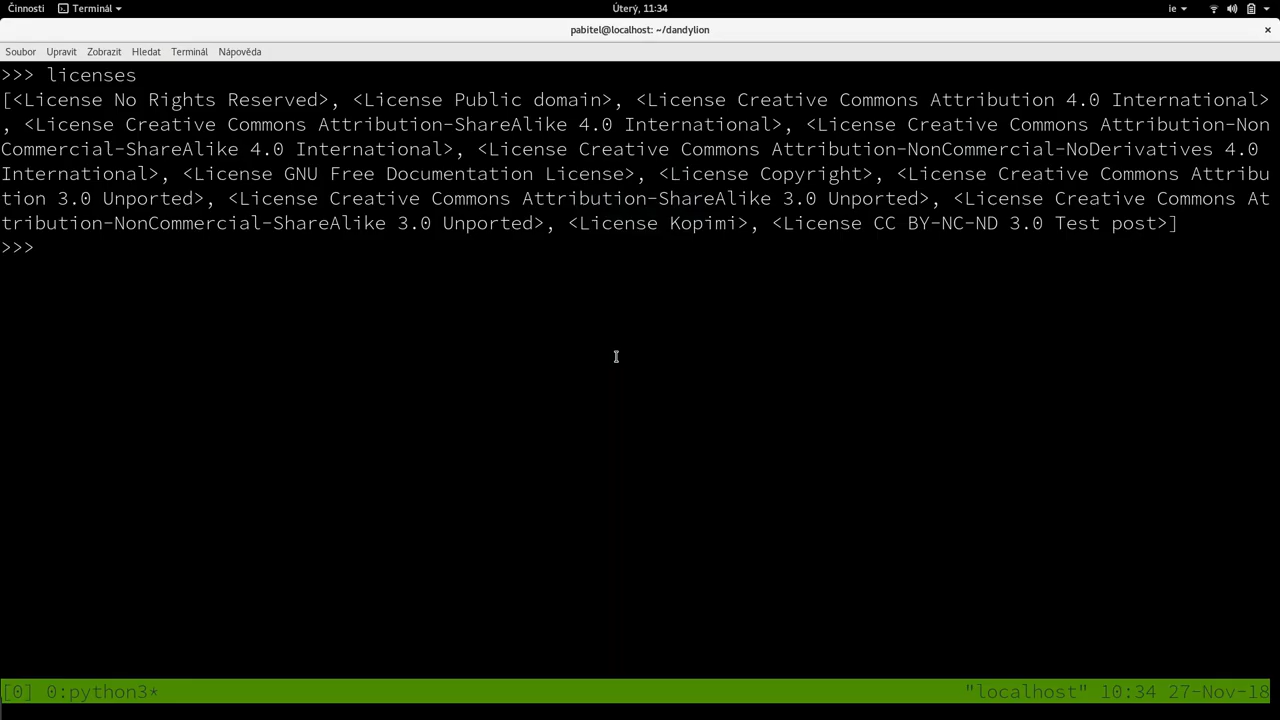 Činnosti Terminál Úterý, 11:34 ie
pabitel@localhost: ~/dandylion ×
Soubor Upravit Zobrazit Hledat Terminál Nápověda
>>> licenses
[<License No Rights Reserved>, <License Public domain>, <License Creative Commons Attribution 4.0 International>
, <License Creative Commons Attribution-ShareAlike 4.0 International>, <License Creative Commons Attribution-Non
Commercial-ShareAlike 4.0 International>, <License Creative Commons Attribution-NonCommercial-NoDerivatives 4.0
International>, <License GNU Free Documentation License>, <License Copyright>, <License Creative Commons Attribu
tion 3.0 Unported>, <License Creative Commons Attribution-ShareAlike 3.0 Unported>, <License Creative Commons At
tribution-NonCommercial-ShareAlike 3.0 Unported>, <License Kopimi>, <License CC BY-NC-ND 3.0 Test post>]
>>>
[0] 0:python3* "localhost" 10:34 27-Nov-18